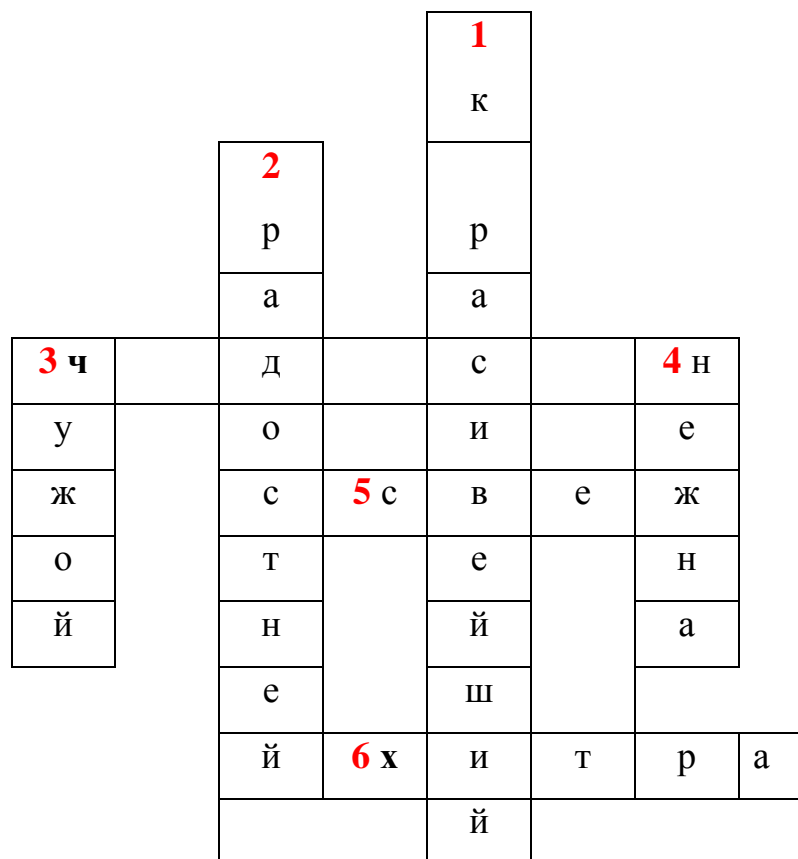 1
к
2
р р
а а
3 ч д с 4 н
у о и е
ж с 5 с в е ж
о т е н
й н й а
е ш
й 6 х и т р а
й